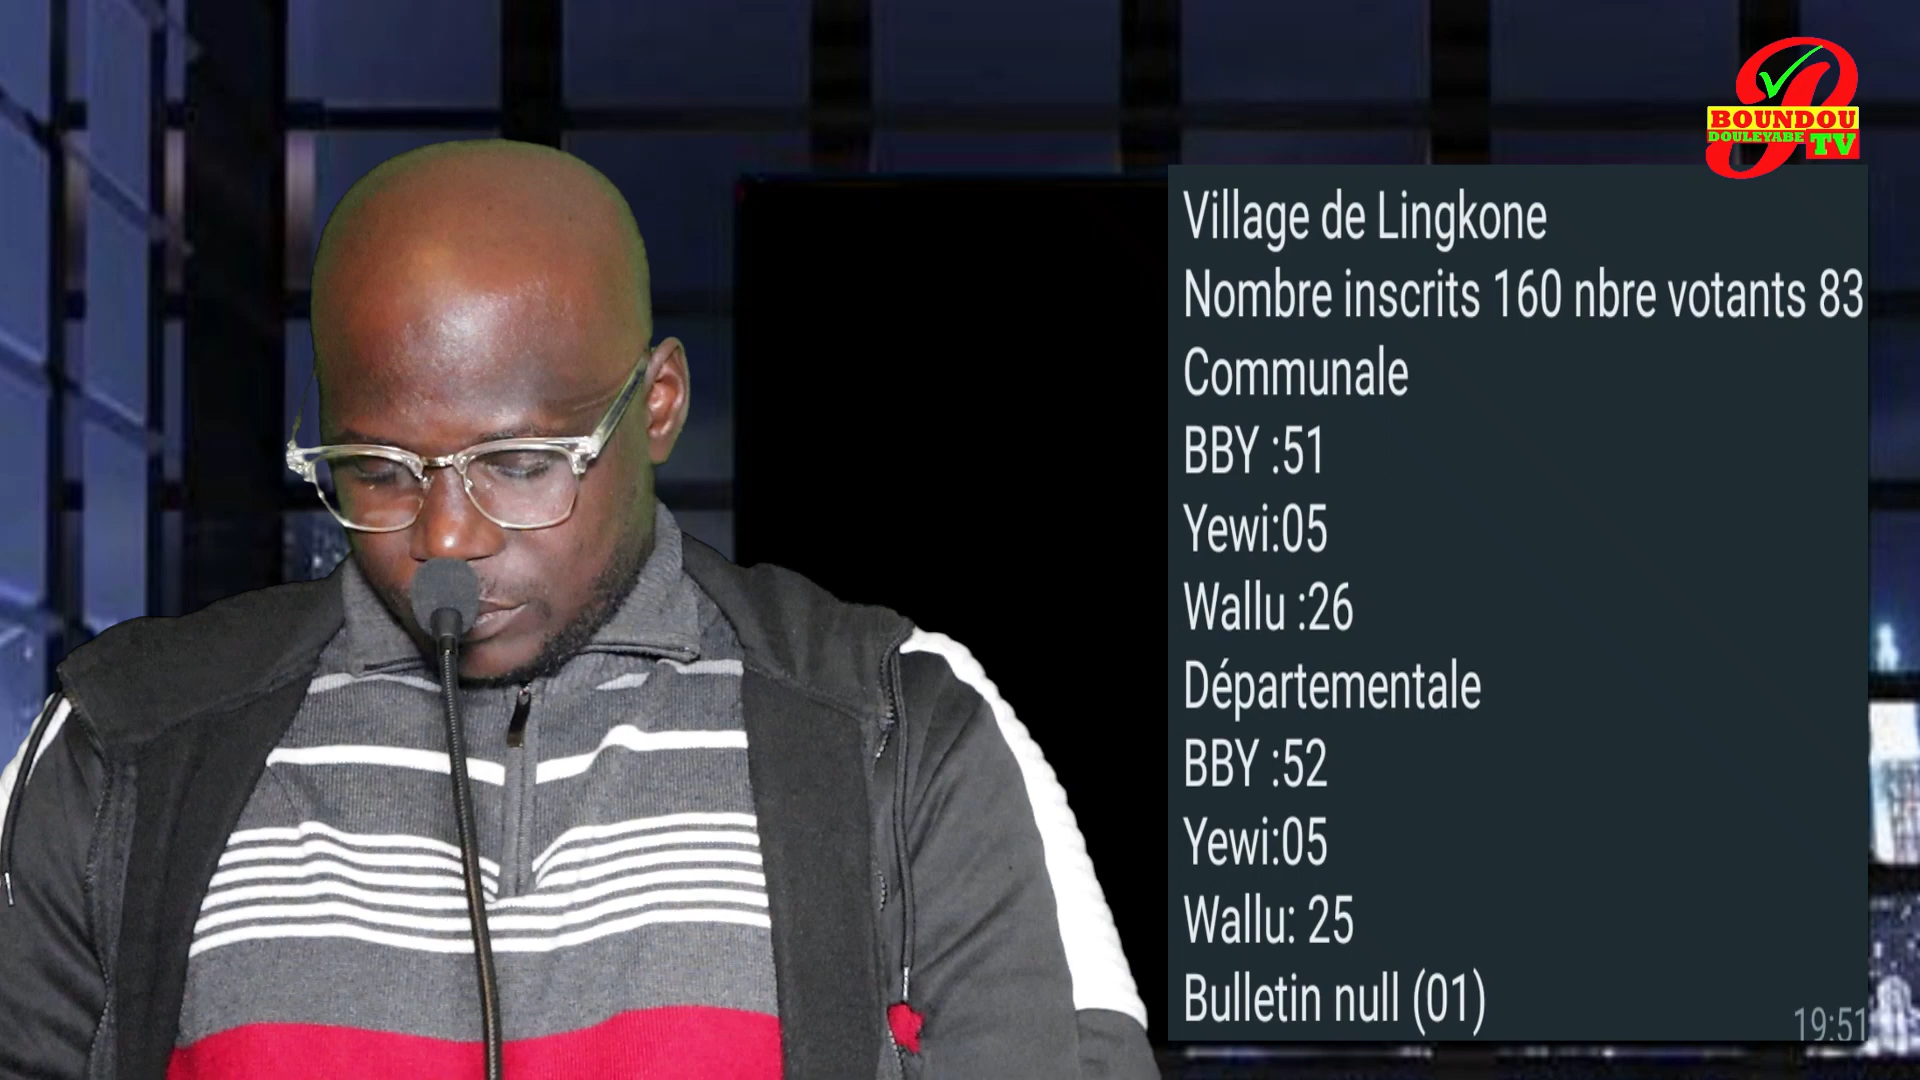 BOUNDOU
DOULEYABE TV
Village de Lingkone
Nombre inscrits 160 nbre votants 83
Communale
BBY :51
Yewi:05
Wallu :26
Départementale
BBY :52
Yewi:05
Wallu: 25
Bulletin null (01)
19:51